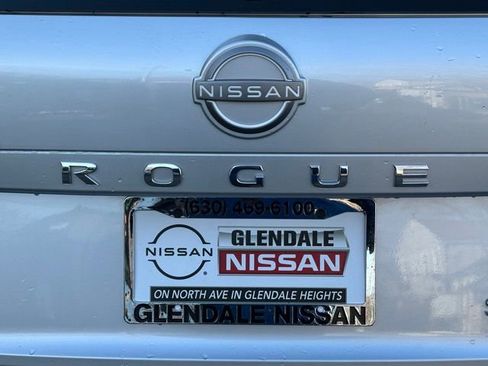 NISSAN
ROGUE
(630) 469-6100
NISSAN
GLENDALE
NISSAN
ON NORTH AVE IN GLENDALE HEIGHTS
GLENDALE NISSAN
S